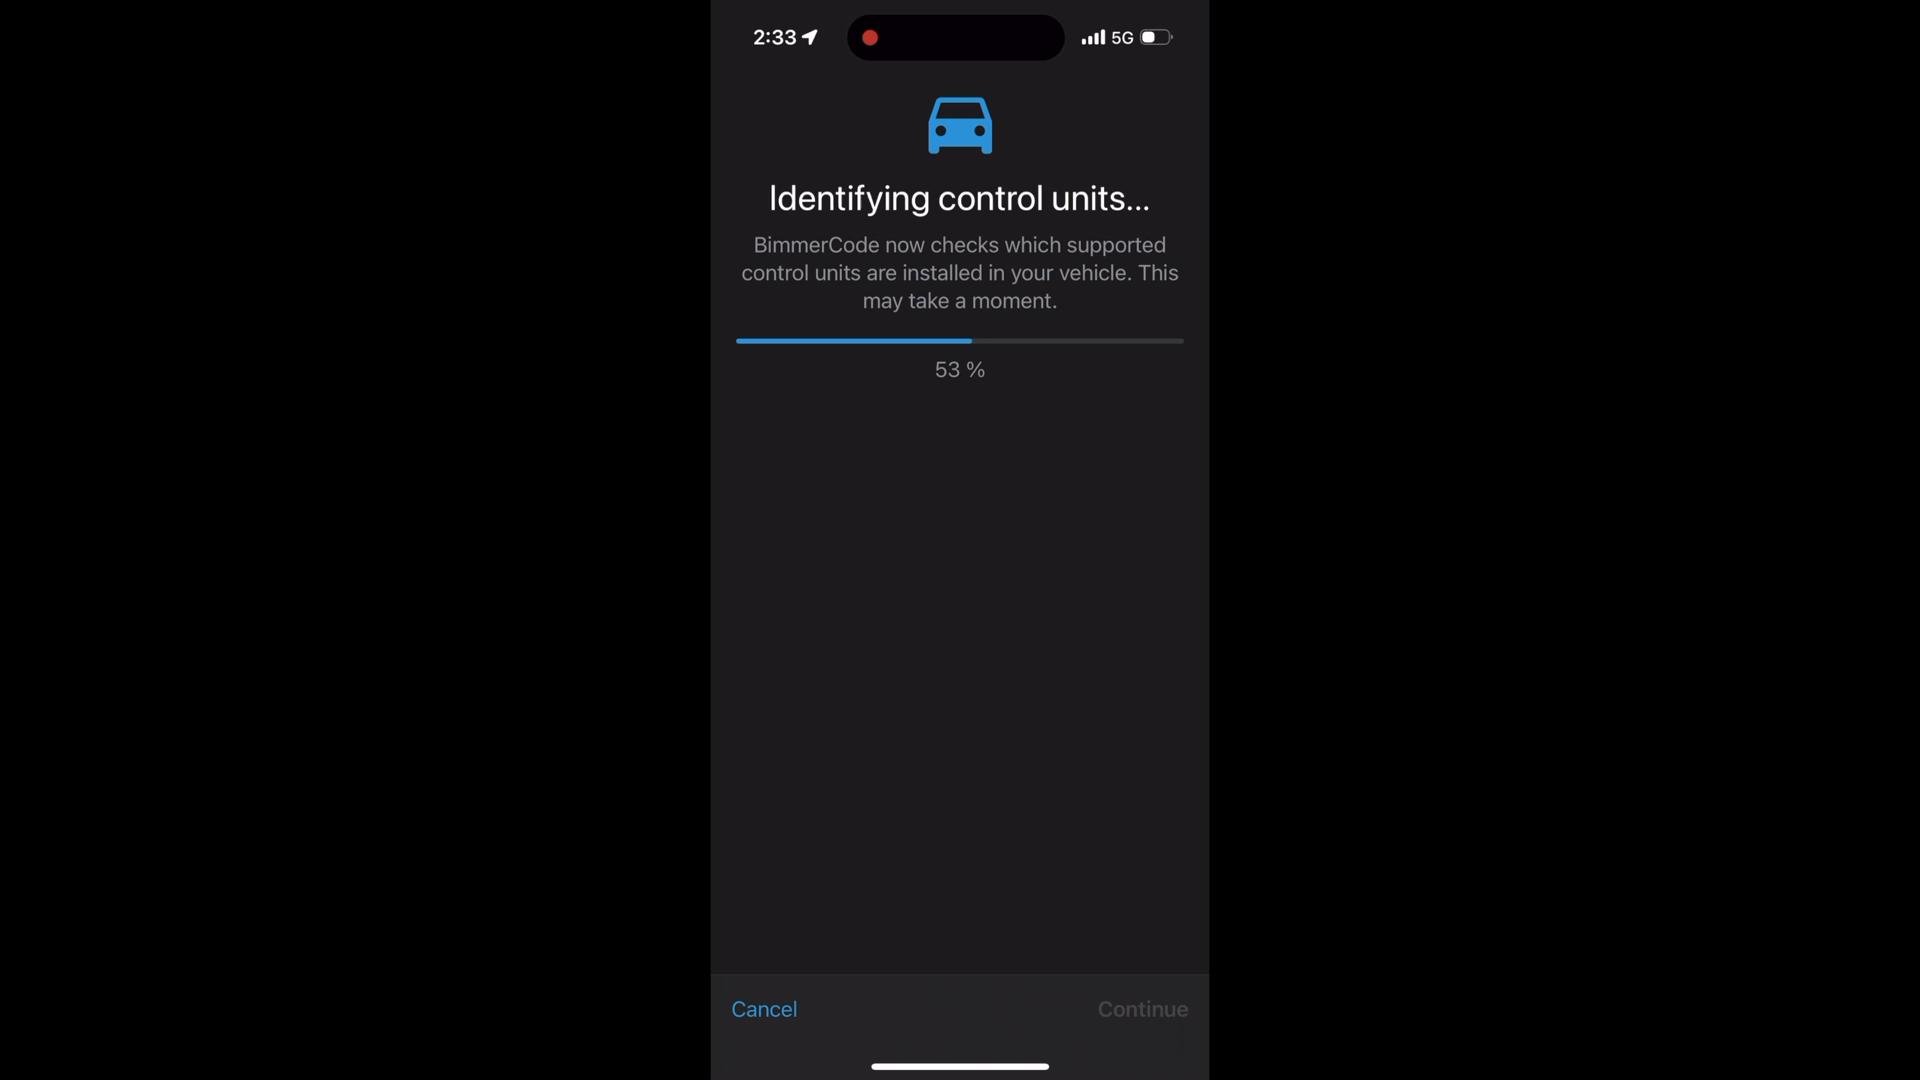 2:33
5G
Identifying control units...
BimmerCode now checks which supported
control units are installed in your vehicle. This
may take a moment.
53 %
Cancel
Continue